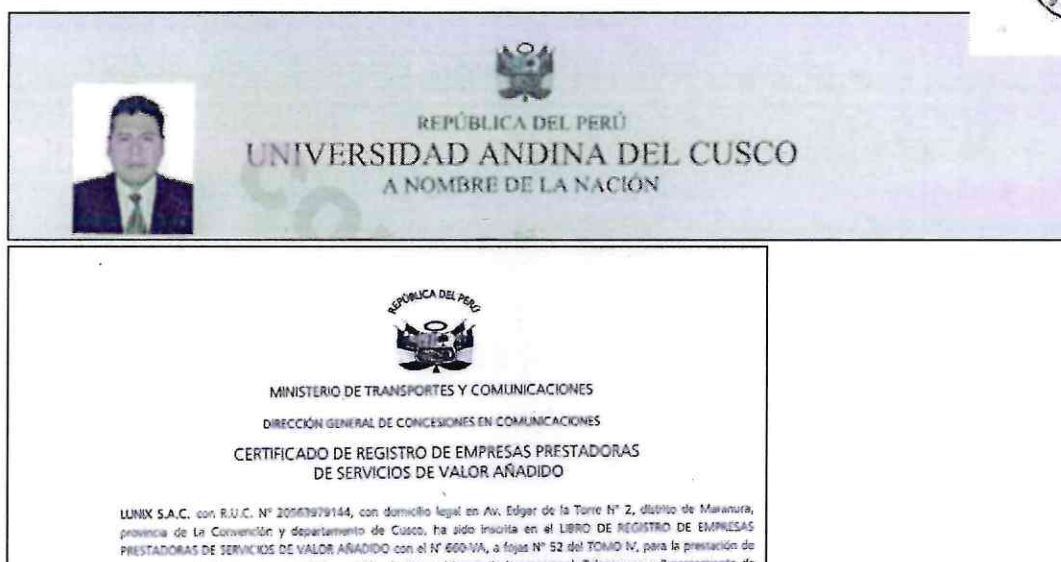 REPÚBLICA DEL PERÚ
UNIVERSIDAD ANDINA DEL CUSCO
A NOMBRE DE LA NACIÓN
REPÚBLICA DEL PERÚ
MINISTERIO DE TRANSPORTES Y COMUNICACIONES
DIRECCIÓN GENERAL DE CONCESIONES EN COMUNICACIONES
CERTIFICADO DE REGISTRO DE EMPRESAS PRESTADORAS
DE SERVICIOS DE VALOR AÑADIDO
LUNIX S.A.C. con R.U.C. N° 20563979144, con domicilio legal en Av. Edgar de la Torre N° 2, distrito de Maranura,
provincia de La Convención y departamento de Cusco, ha sido inscrita en el LIBRO DE REGISTRO DE EMPRESAS
PRESTADORAS DE SERVICIOS DE VALOR AÑADIDO con el N° 660-VA, a fojas N° 52 del TOMO IV, para la prestación de